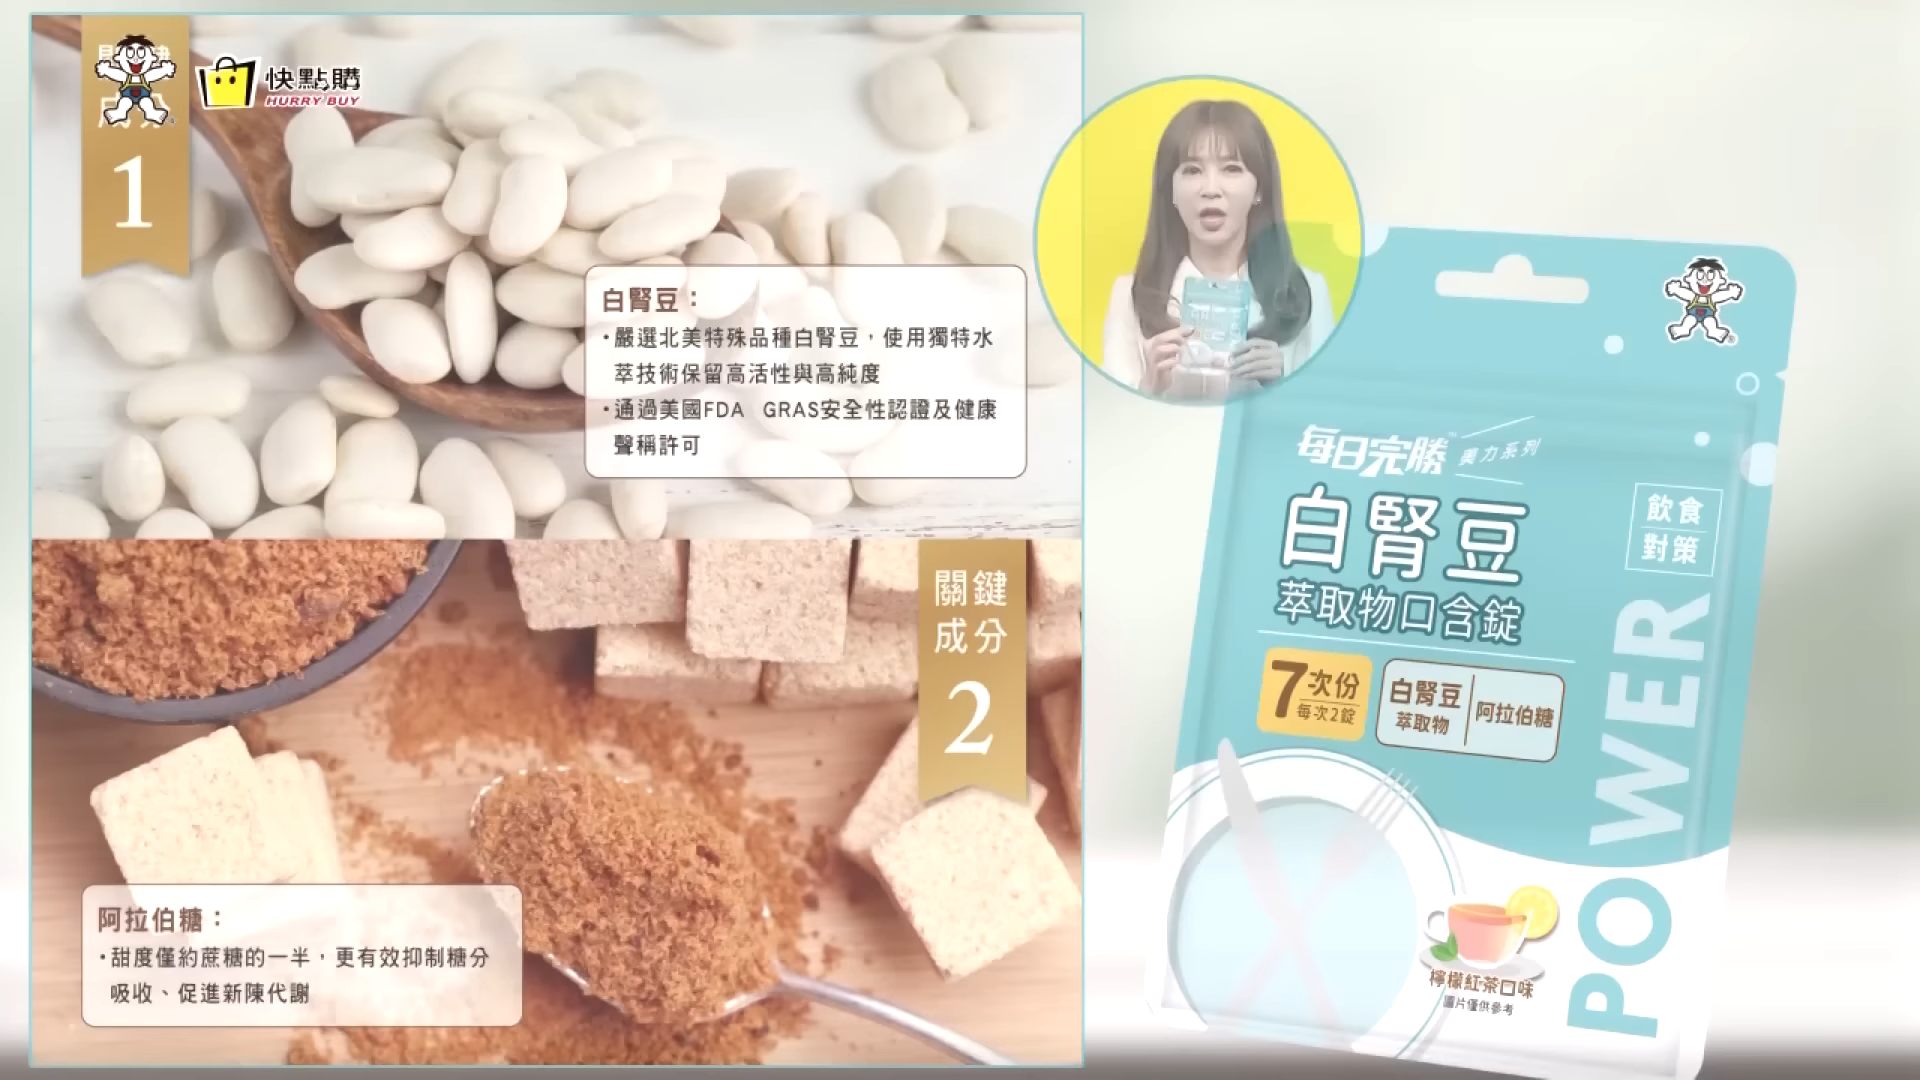 快點購
HURRY BUY
1
白腎豆：
•嚴選北美特殊品種白腎豆，使用獨特水
萃技術保留高活性與高純度
•通過美國FDA GRAS安全性認證及健康
聲稱許可
關鍵
成分
2
阿拉伯糖：
•甜度僅約蔗糖的一半，更有效抑制糖分
吸收、促進新陳代謝
每日完勝™ 奧力系列
白腎豆
萃取物口含錠
飲食
對策
7次份
每次2錠
白腎豆
萃取物
阿拉伯糖
POWER
檸檬紅茶口味
圖片僅供參考